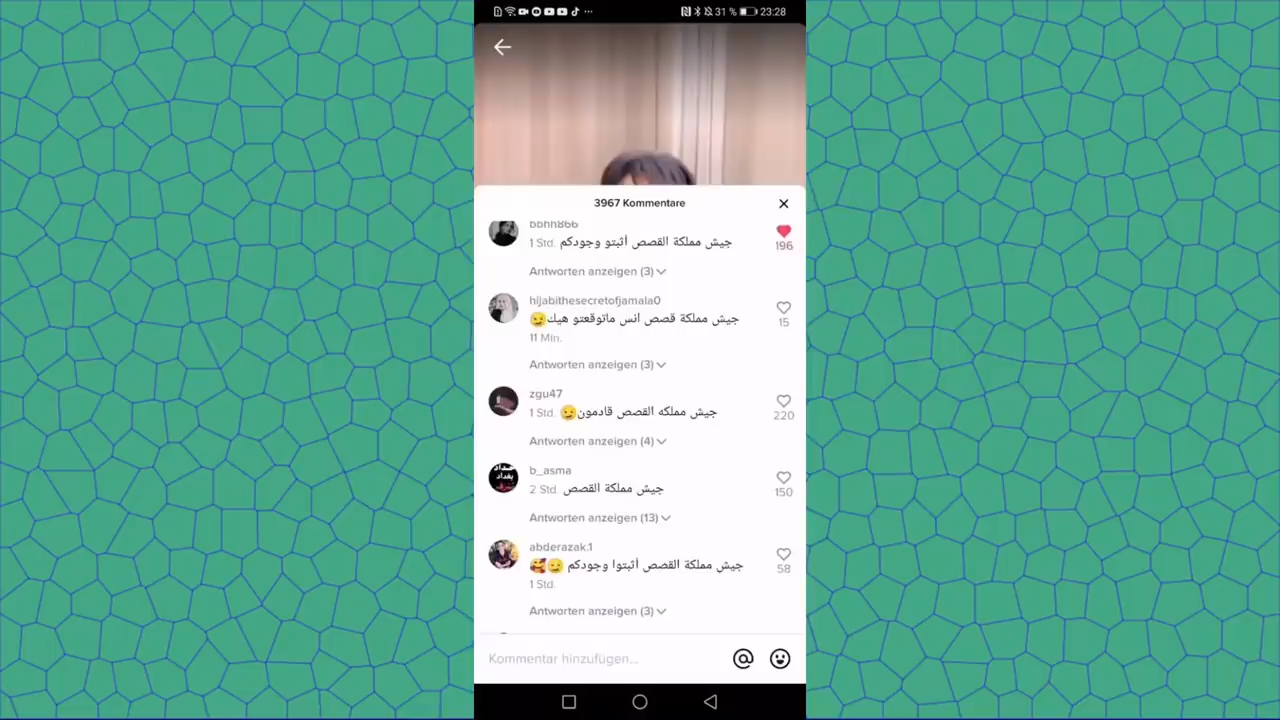 31 % 23:28
3967 Kommentare
bbhh866
1 Std. جيش مملكة القصص أثبتو وجودكم
196
Antworten anzeigen (3)
hijabithesecretofjamala0
جيش مملكة قصص انس ماتوقعتو هيك😏
15
11 Min.
Antworten anzeigen (3)
zgu47
1 Std. جيش مملكه القصص قادمون😏
220
Antworten anzeigen (4)
b_asma
2 Std. جيش مملكة القصص
150
Antworten anzeigen (13)
abderazak.1
جيش مملكة القصص أثبتوا وجودكم 😏🥰
58
1 Std.
Antworten anzeigen (3)
Kommentar hinzufügen...